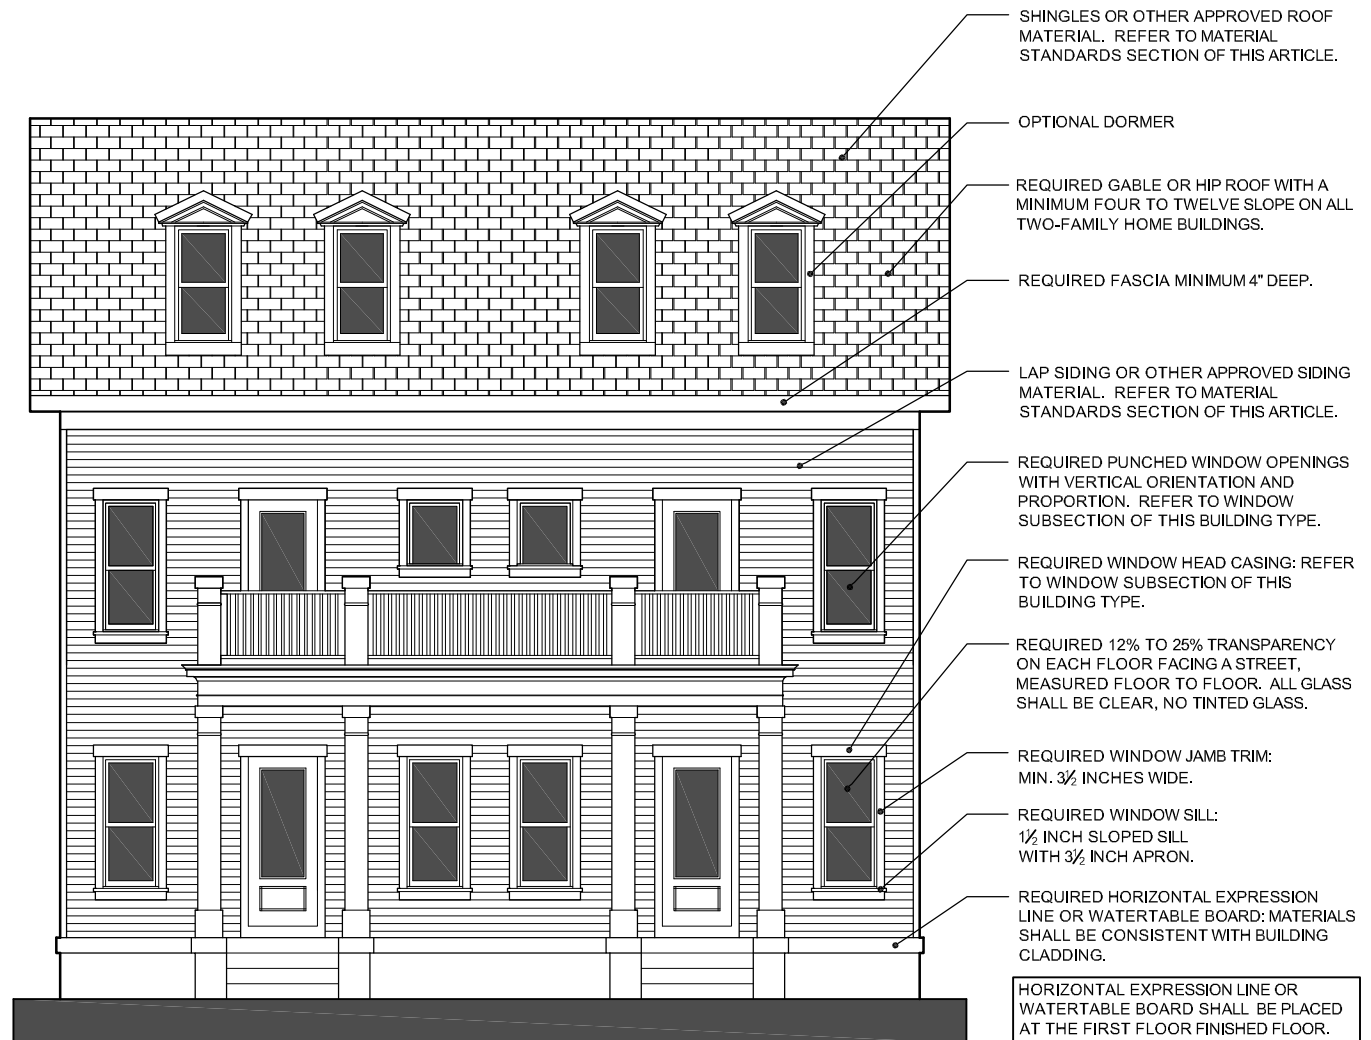 SHINGLES OR OTHER APPROVED ROOF
MATERIAL. REFER TO MATERIAL
STANDARDS SECTION OF THIS ARTICLE.
OPTIONAL DORMER
REQUIRED GABLE OR HIP ROOF WITH A
MINIMUM FOUR TO TWELVE SLOPE ON ALL
TWO-FAMILY HOME BUILDINGS.
REQUIRED FASCIA MINIMUM 4" DEEP.
LAP SIDING OR OTHER APPROVED SIDING
MATERIAL. REFER TO MATERIAL
STANDARDS SECTION OF THIS ARTICLE.
REQUIRED PUNCHED WINDOW OPENINGS
WITH VERTICAL ORIENTATION AND
PROPORTION. REFER TO WINDOW
SUBSECTION OF THIS BUILDING TYPE.
REQUIRED WINDOW HEAD CASING: REFER
TO WINDOW SUBSECTION OF THIS
BUILDING TYPE.
REQUIRED 12% TO 25% TRANSPARENCY
ON EACH FLOOR FACING A STREET,
MEASURED FLOOR TO FLOOR. ALL GLASS
SHALL BE CLEAR, NO TINTED GLASS.
REQUIRED WINDOW JAMB TRIM:
MIN. 3½ INCHES WIDE.
REQUIRED WINDOW SILL:
1½ INCH SLOPED SILL
WITH 3½ INCH APRON.
REQUIRED HORIZONTAL EXPRESSION
LINE OR WATERTABLE BOARD: MATERIALS
SHALL BE CONSISTENT WITH BUILDING
CLADDING.
HORIZONTAL EXPRESSION LINE OR
WATERTABLE BOARD SHALL BE PLACED
AT THE FIRST FLOOR FINISHED FLOOR.